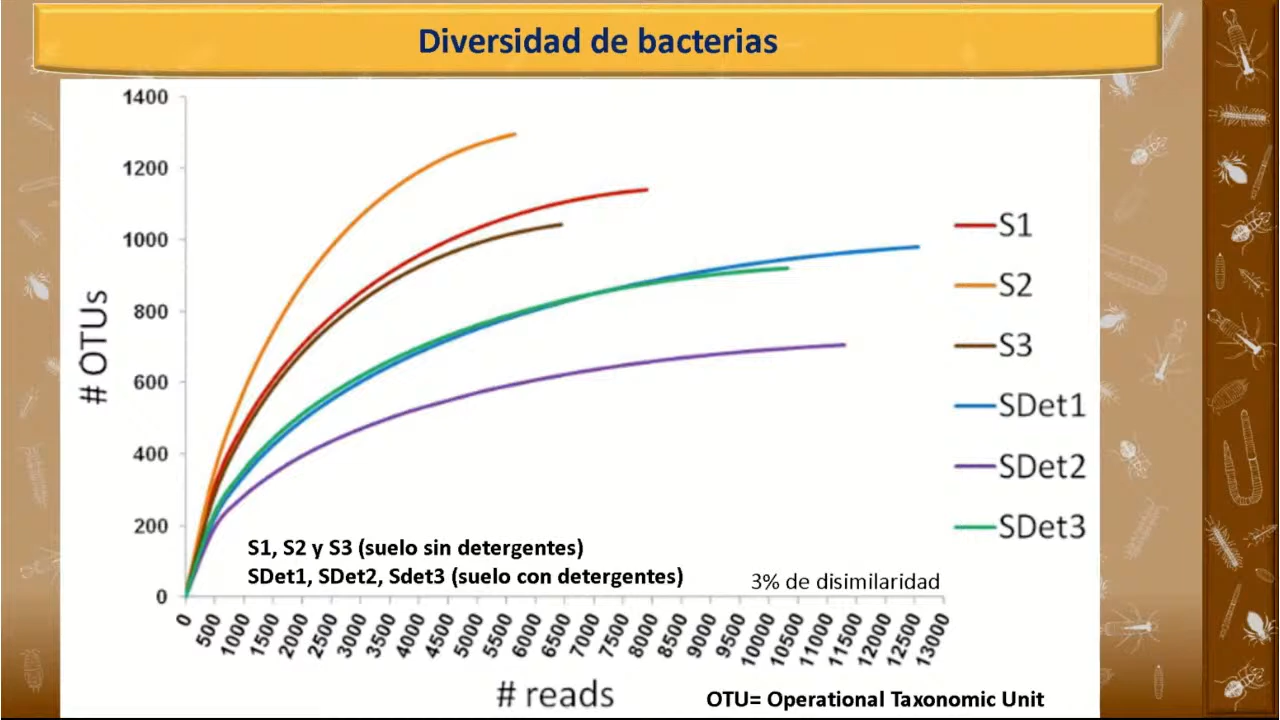 Diversidad de bacterias
1400
1200
1000
800
600
400
200
0
# OTUs
S1
S2
S3
SDet1
SDet2
SDet3
S1, S2 y S3 (suelo sin detergentes)
SDet1, SDet2, Sdet3 (suelo con detergentes)
3% de disimilaridad
0 500 1000 1500 2000 2500 3000 3500 4000 4500 5000 5500 6000 6500 7000 7500 8000 8500 9000 9500 10000 10500 11000 11500 12000 12500 13000
# reads
OTU= Operational Taxonomic Unit